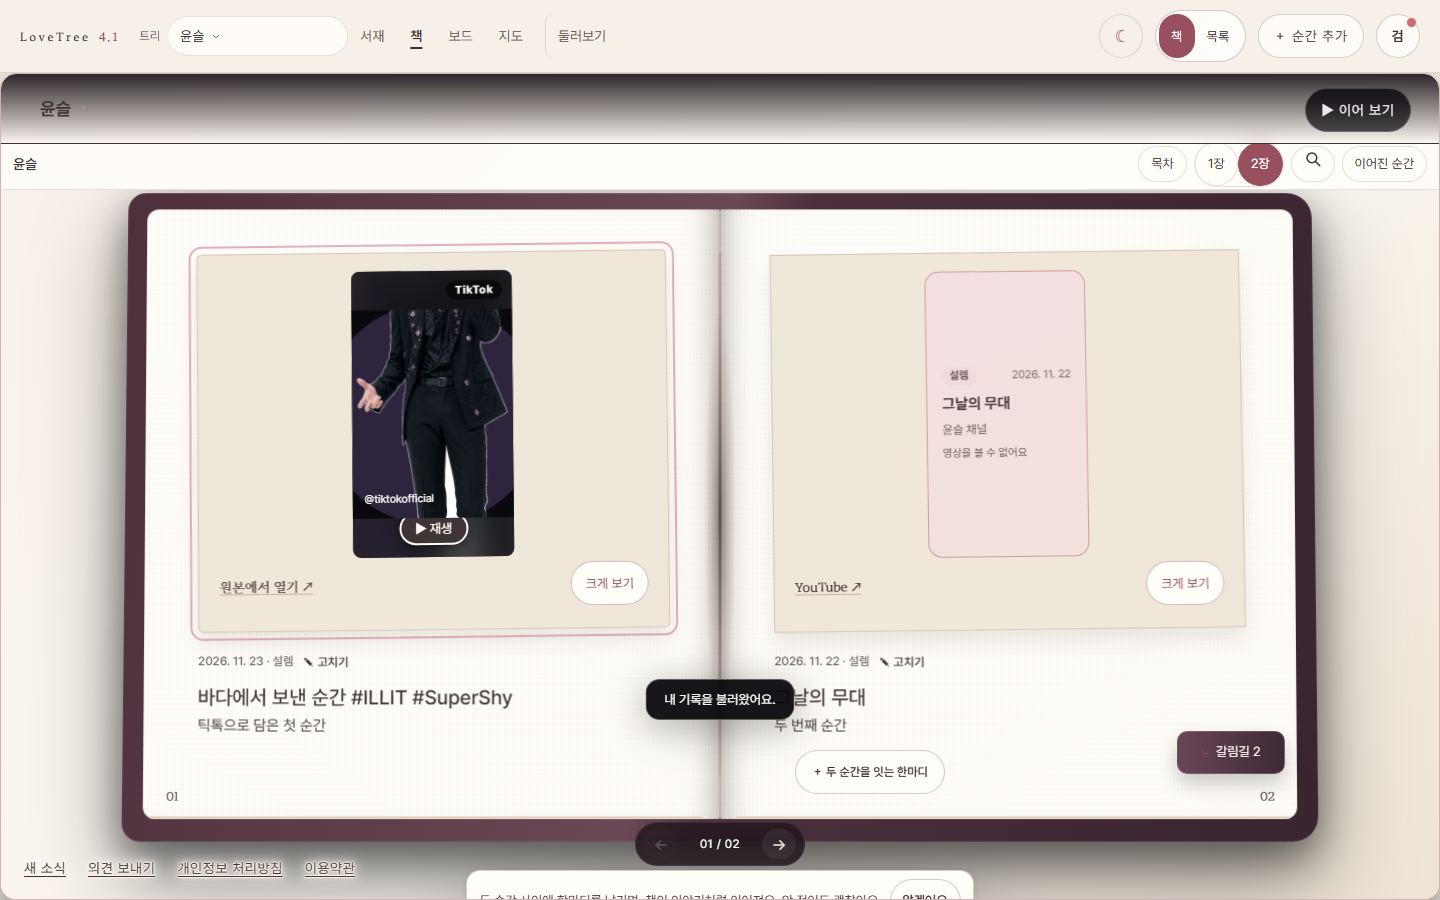 LoveTree 4.1
트리 윤슬
서재
책
보드
지도
둘러보기
책
목록
+ 순간 추가
검
윤슬
▶ 이어 보기
윤슬
목차
1장
2장
이어진 순간
TikTok
@tiktokofficial
▶ 재생
원본에서 열기 ↗
크게 보기
2026. 11. 23 · 설렘 고치기
바다에서 보낸 순간 #ILLIT #SuperShy
틱톡으로 담은 첫 순간
01
설렘 2026. 11. 22
그날의 무대
윤슬 채널
영상을 볼 수 없어요
YouTube ↗
크게 보기
2026. 11. 22 · 설렘 고치기
그날의 무대
두 번째 순간
+ 두 순간을 잇는 한마디
갈림길 2
02
내 기록을 불러왔어요.
← 01 / 02 →
새 소식
의견 보내기
개인정보 처리방침
이용약관